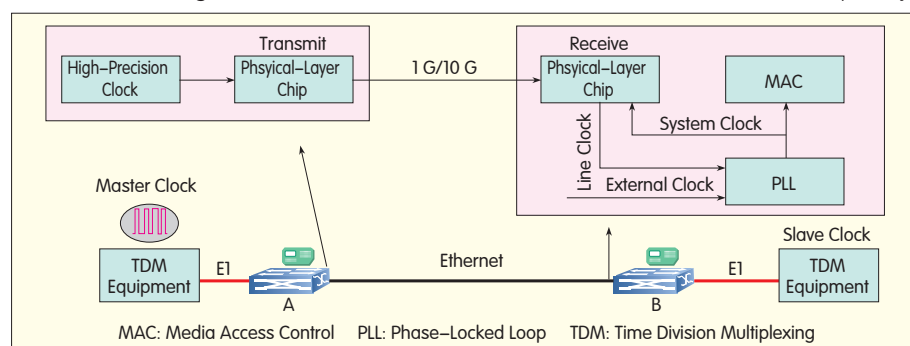 Transmit
High-Precision
Clock
Phsyical-Layer
Chip
1 G/10 G
Receive
Phsyical-Layer
Chip
MAC
System Clock
Line Clock
External Clock
PLL
Master Clock
TDM
Equipment
E1
A
Ethernet
B
E1
Slave Clock
TDM
Equipment
MAC: Media Access Control PLL: Phase-Locked Loop TDM: Time Division Multiplexing